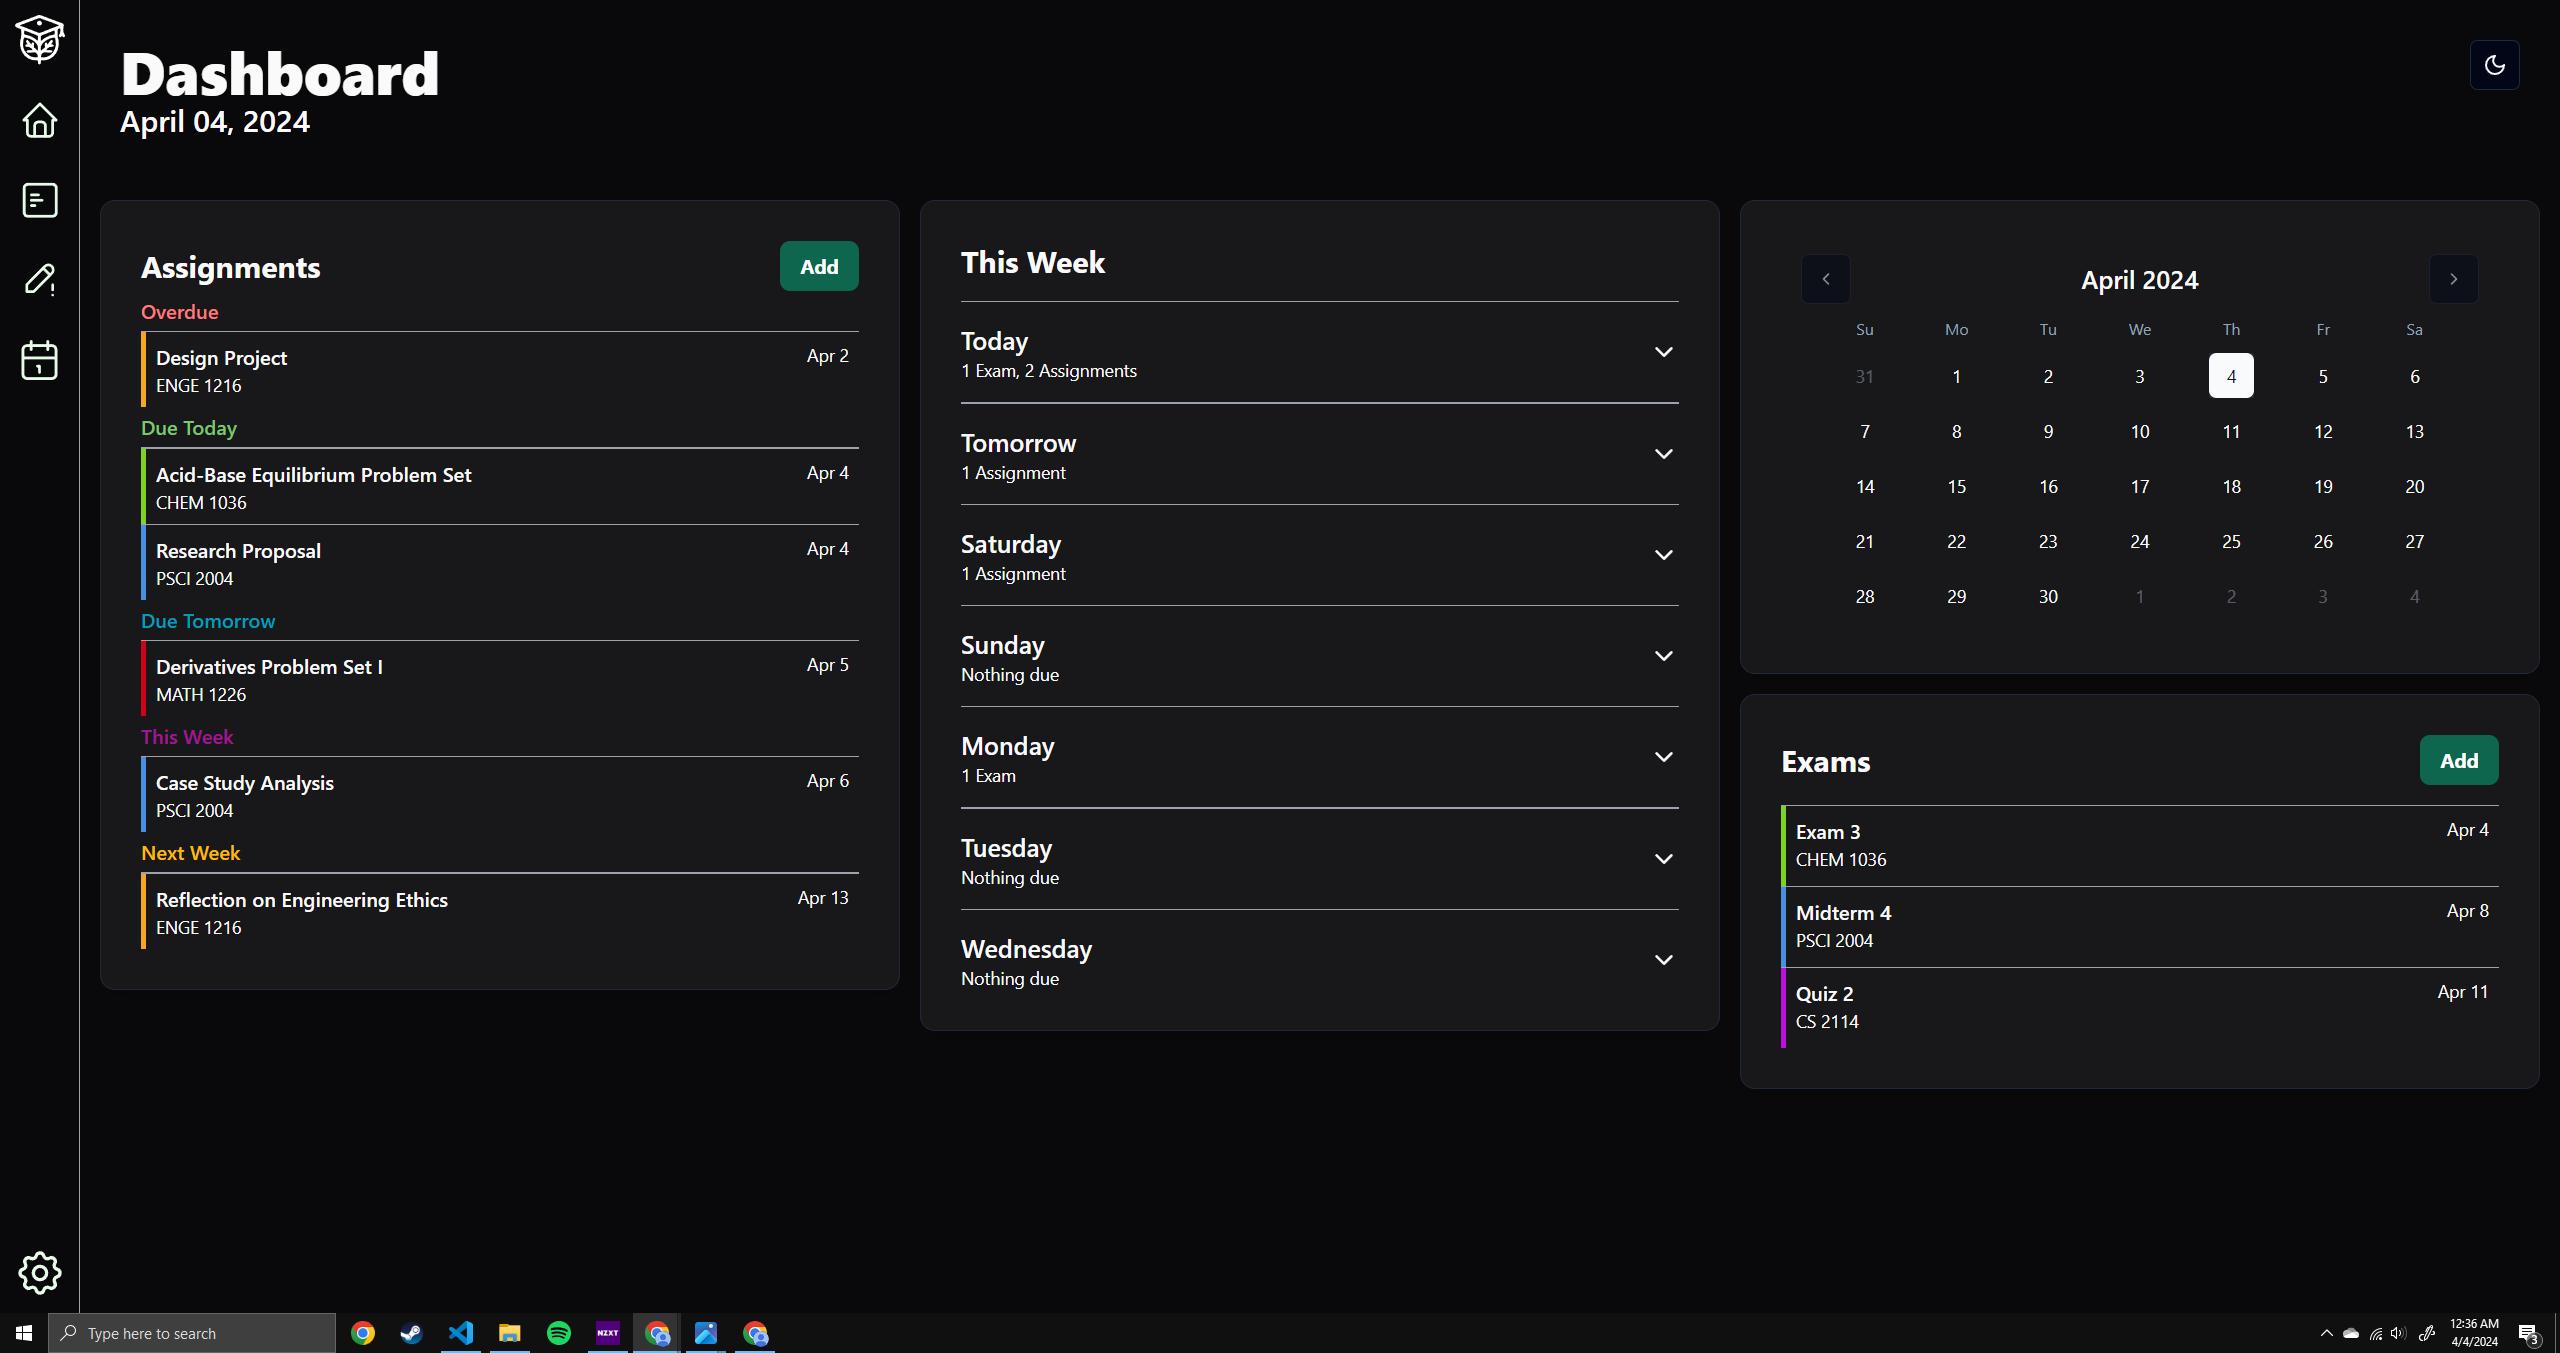 Dashboard
April 04, 2024
Assignments
Add
Overdue
Design Project
Apr 2
ENGE 1216
Due Today
Acid-Base Equilibrium Problem Set
Apr 4
CHEM 1036
Research Proposal
Apr 4
PSCI 2004
Due Tomorrow
Derivatives Problem Set I
Apr 5
MATH 1226
This Week
Case Study Analysis
Apr 6
PSCI 2004
Next Week
Reflection on Engineering Ethics
Apr 13
ENGE 1216
This Week
Today
1 Exam, 2 Assignments
Tomorrow
1 Assignment
Saturday
1 Assignment
Sunday
Nothing due
Monday
1 Exam
Tuesday
Nothing due
Wednesday
Nothing due
April 2024
Su Mo Tu We Th Fr Sa
31 1 2 3 4 5 6
7 8 9 10 11 12 13
14 15 16 17 18 19 20
21 22 23 24 25 26 27
28 29 30 1 2 3 4
Exams
Add
Exam 3
Apr 4
CHEM 1036
Midterm 4
Apr 8
PSCI 2004
Quiz 2
Apr 11
CS 2114
Type here to search
NZXT
12:36 AM
4/4/2024
3